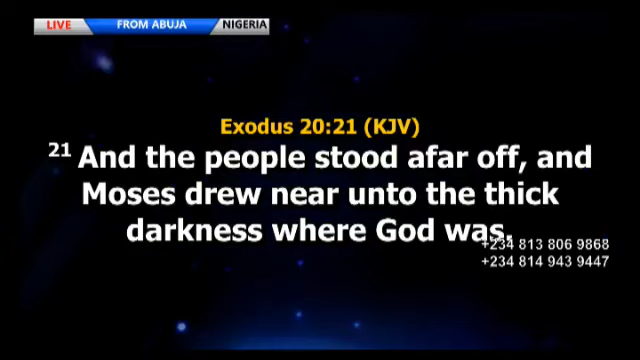 LIVE FROM ABUJA NIGERIA
Exodus 20:21 (KJV)
21 And the people stood afar off, and
Moses drew near unto the thick
darkness where God was.
+234 813 806 9868
+234 814 943 9447